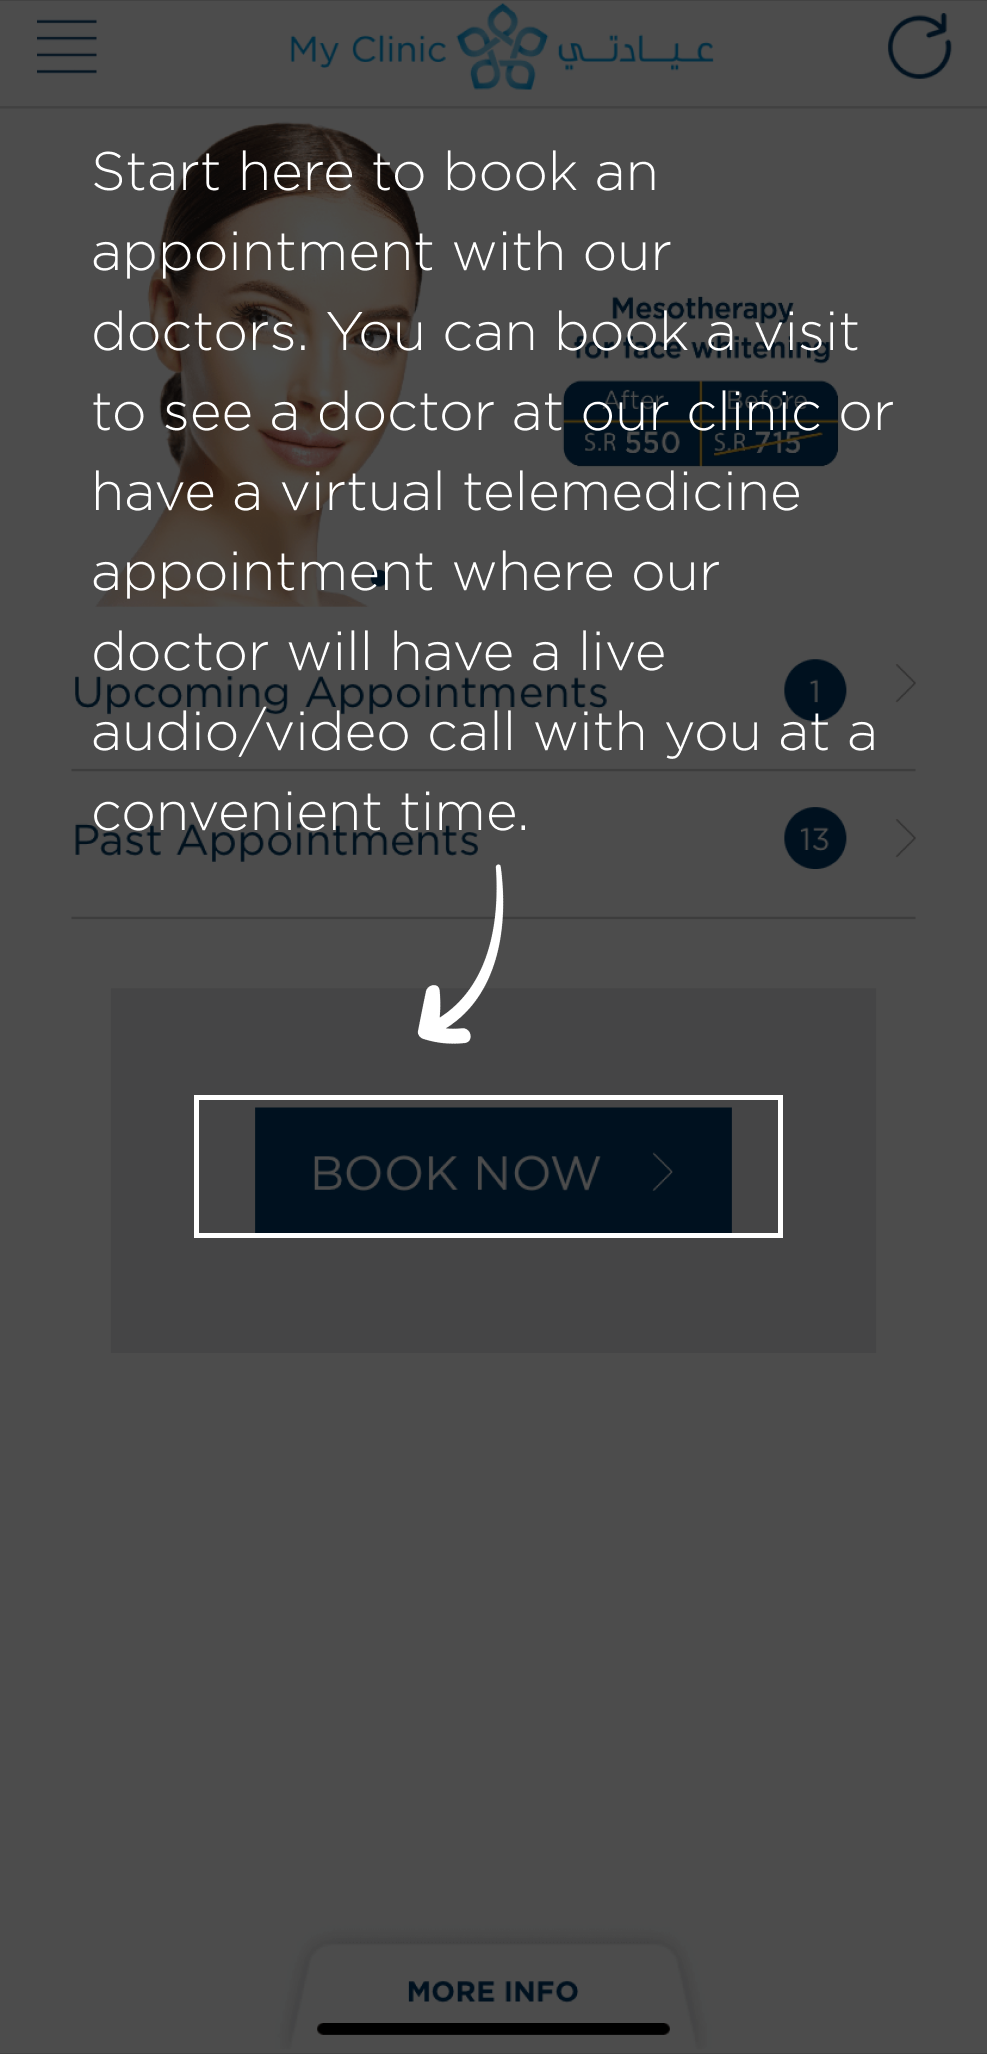 My Clinic عيادتي
Start here to book an
appointment with our
doctors. You can book a visit
to see a doctor at our clinic or
have a virtual telemedicine
appointment where our
doctor will have a live
audio/video call with you at a
convenient time.
Mesotherapy
for face whitening
After Before
S.R 550 S.R 715
Upcoming Appointments 1
Past Appointments 13
BOOK NOW
MORE INFO